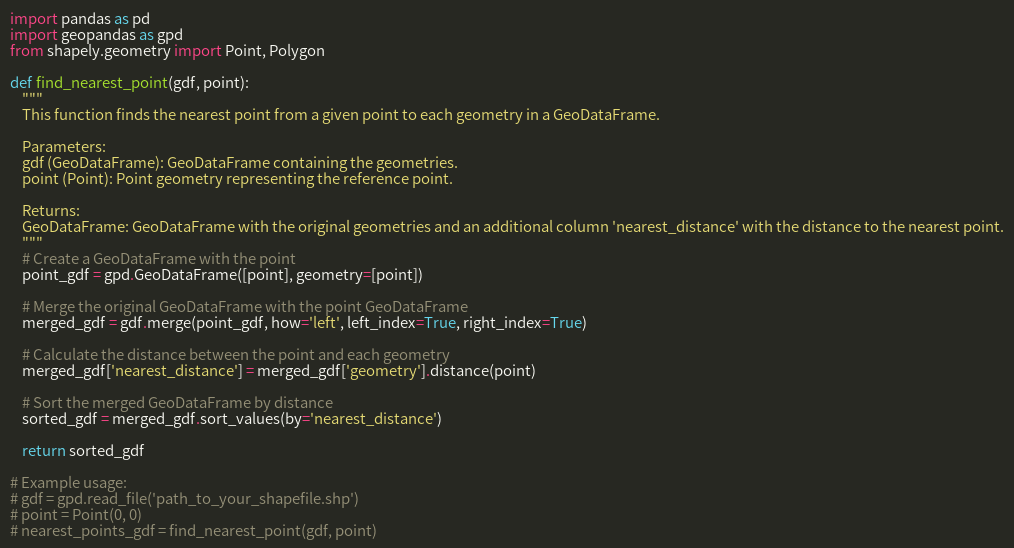 import pandas as pd
import geopandas as gpd
from shapely.geometry import Point, Polygon

def find_nearest_point(gdf, point):
    """
    This function finds the nearest point from a given point to each geometry in a GeoDataFrame.

    Parameters:
    gdf (GeoDataFrame): GeoDataFrame containing the geometries.
    point (Point): Point geometry representing the reference point.

    Returns:
    GeoDataFrame: GeoDataFrame with the original geometries and an additional column 'nearest_distance' with the distance to the nearest point.
    """
    # Create a GeoDataFrame with the point
    point_gdf = gpd.GeoDataFrame([point], geometry=[point])

    # Merge the original GeoDataFrame with the point GeoDataFrame
    merged_gdf = gdf.merge(point_gdf, how='left', left_index=True, right_index=True)

    # Calculate the distance between the point and each geometry
    merged_gdf['nearest_distance'] = merged_gdf['geometry'].distance(point)

    # Sort the merged GeoDataFrame by distance
    sorted_gdf = merged_gdf.sort_values(by='nearest_distance')

    return sorted_gdf

# Example usage:
# gdf = gpd.read_file('path_to_your_shapefile.shp')
# point = Point(0, 0)
# nearest_points_gdf = find_nearest_point(gdf, point)